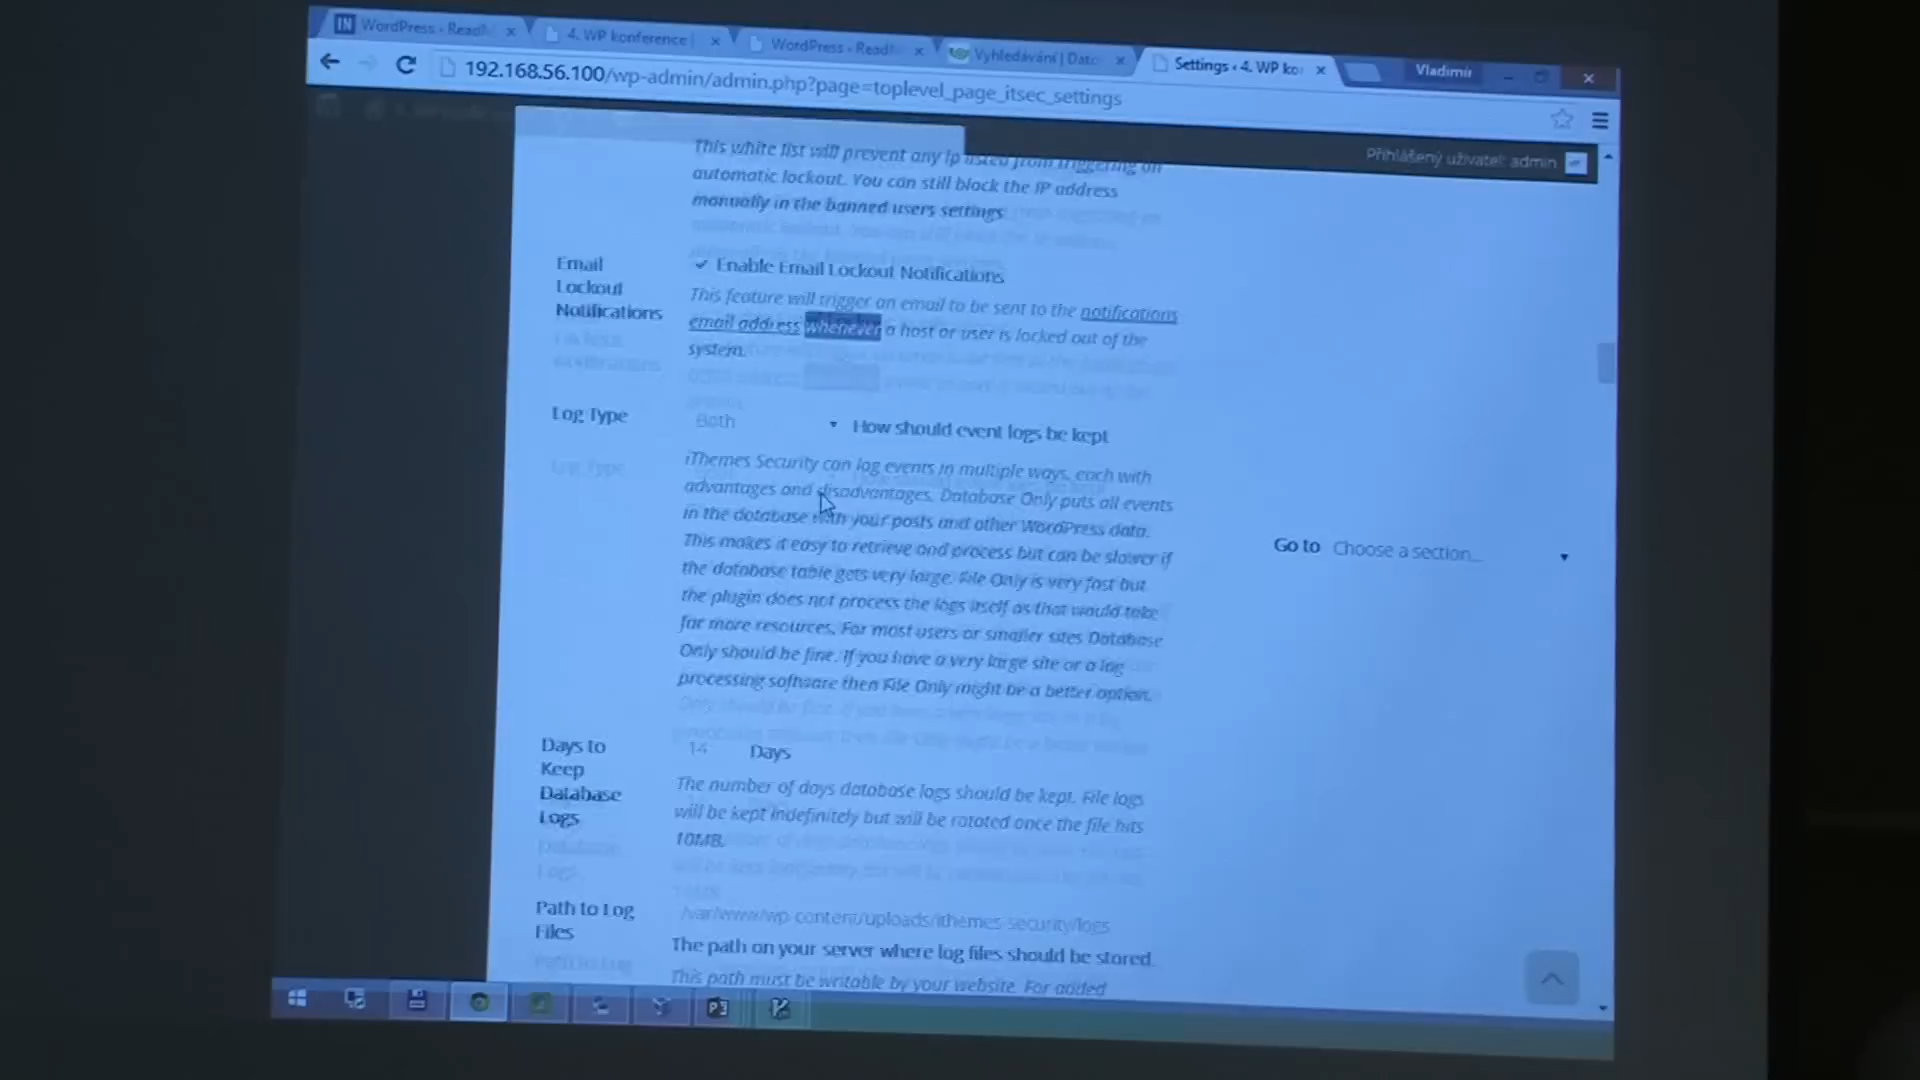 IN WordPress - Readl
4. WP konference |
WordPress - Readl
Vyhledávání | Dato
Settings ‹ 4. WP kon
Vladimír
192.168.56.100/wp-admin/admin.php?page=toplevel_page_itsec_settings
Přihlášený uživatel: admin
This white list will prevent any ip listed from triggering an
automatic lockout. You can still block the IP address
manually in the banned users settings
Email
Lockout
Notifications
Enable Email Lockout Notifications
This feature will trigger an email to be sent to the notifications
email address whenever a host or user is locked out of the
system.
Log Type
Both
How should event logs be kept
iThemes Security can log events in multiple ways, each with
advantages and disadvantages. Database Only puts all events
in the database with your posts and other WordPress data.
This makes it easy to retrieve and process but can be slower if
the database table gets very large. File Only is very fast but
the plugin does not process the logs itself as that would take
far more resources. For most users or smaller sites Database
Only should be fine. If you have a very large site or a log
processing software then File Only might be a better option.
Go to Choose a section...
Days to
Keep
Database
Logs
14 Days
The number of days database logs should be kept. File logs
will be kept indefinitely but will be rotated once the file hits
10MB.
Path to Log
Files
/var/www/wp-content/uploads/ithemes-security/logs
The path on your server where log files should be stored.
This path must be writable by your website. For added